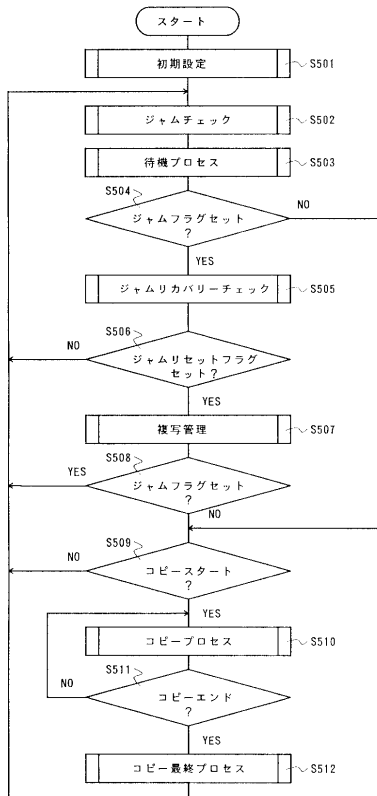 スタート
初期設定
S501
ジャムチェック
S502
待機プロセス
S503
S504
NO
ジャムフラグセット
?
YES
ジャムリカバリーチェック
S505
S506
NO
ジャムリセットフラグ
セット?
YES
複写管理
S507
S508
YES
ジャムフラグセット
?
NO
S509
NO
コピースタート
?
YES
コピープロセス
S510
S511
NO
コピーエンド
?
YES
コピー最終プロセス
S512